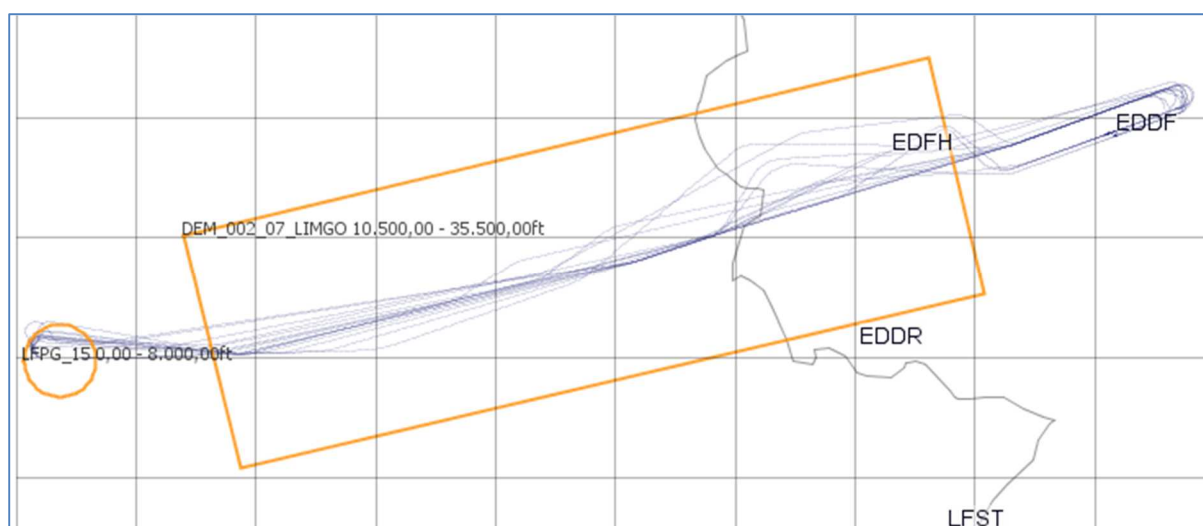 EDDF
EDFH
DEM_002_07_LIMGO 10.500,00 - 35.500,00ft
EDDR
LFPG_15.0,00 - 8.000,00ft
LFST